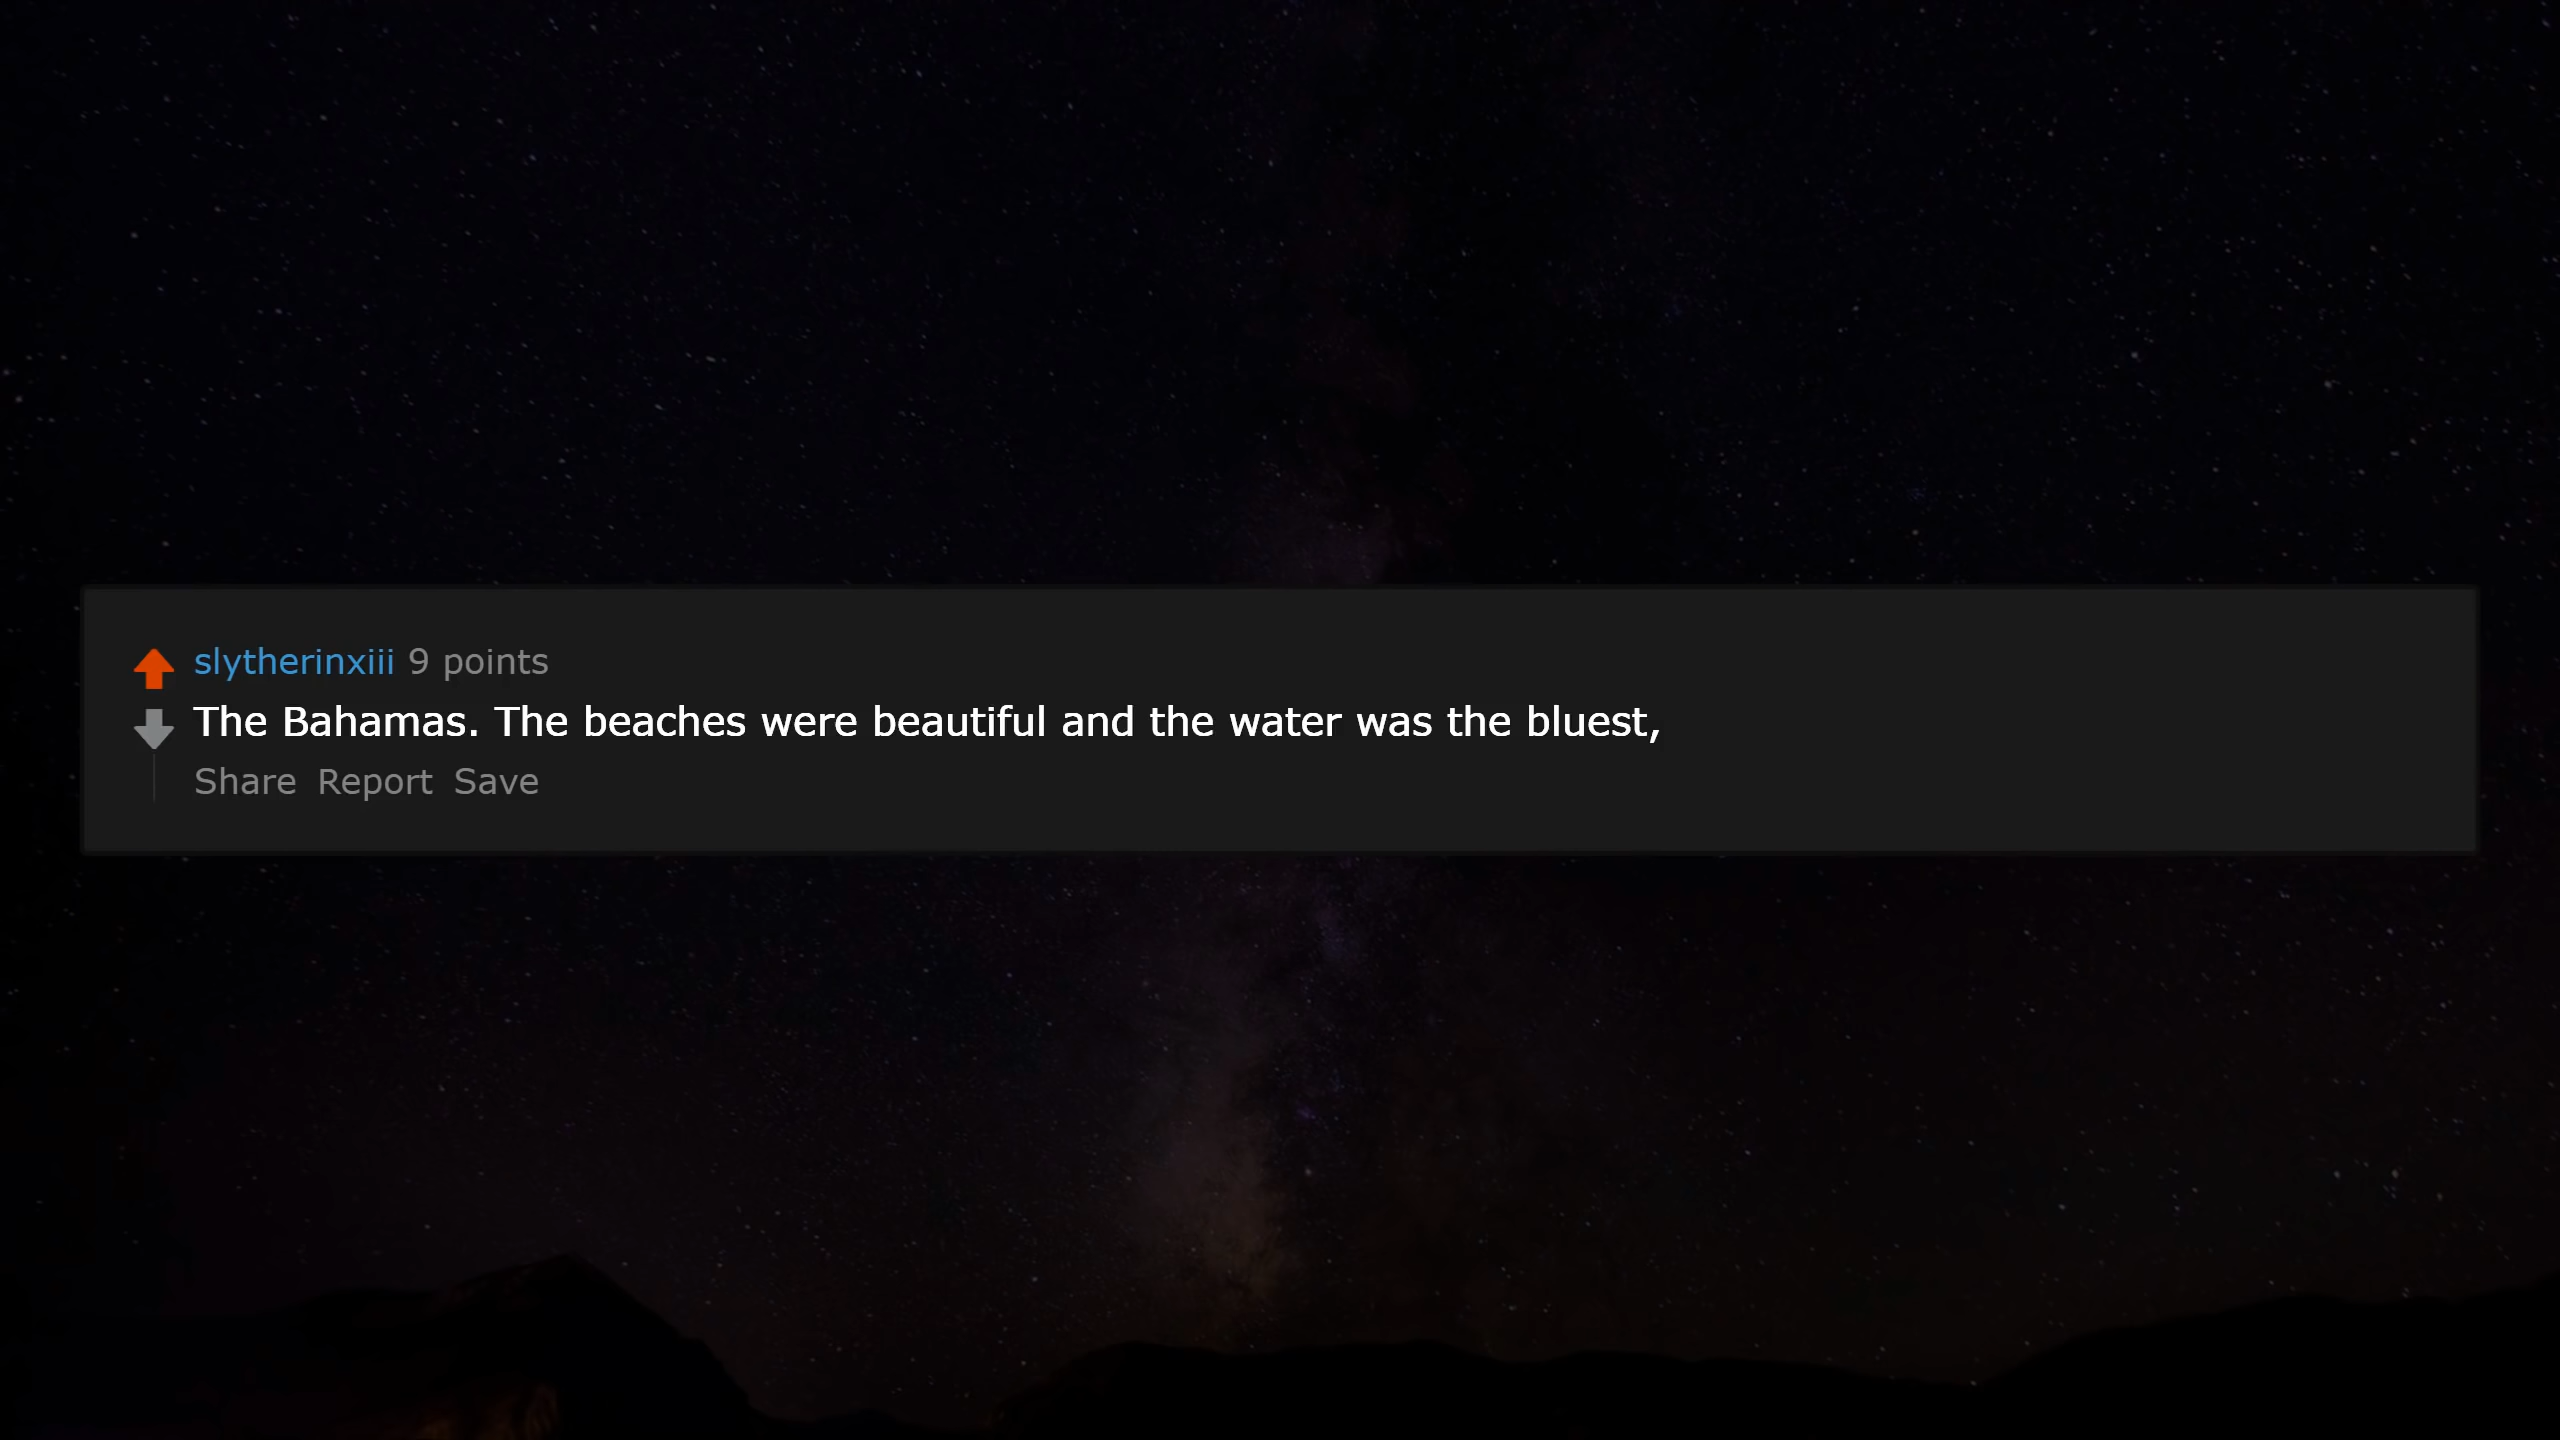 slytherinxiii 9 points
The Bahamas. The beaches were beautiful and the water was the bluest,
Share Report Save